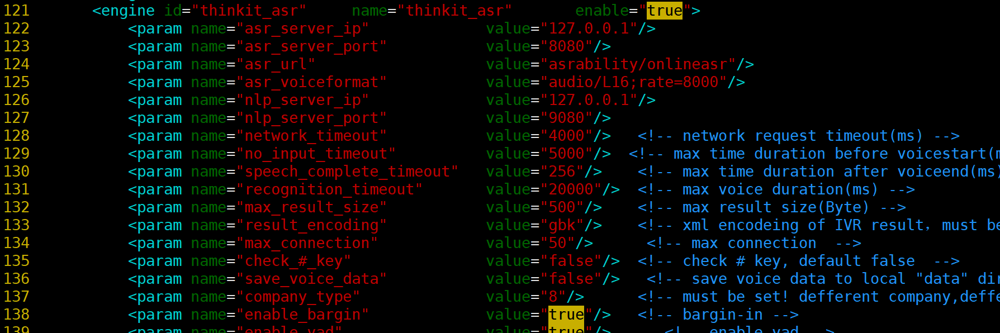 121 <engine id="thinkit_asr" name="thinkit_asr" enable="true">
122 <param name="asr_server_ip" value="127.0.0.1"/>
123 <param name="asr_server_port" value="8080"/>
124 <param name="asr_url" value="asrability/onlineasr"/>
125 <param name="asr_voiceformat" value="audio/L16;rate=8000"/>
126 <param name="nlp_server_ip" value="127.0.0.1"/>
127 <param name="nlp_server_port" value="9080"/>
128 <param name="network_timeout" value="4000"/> <!-- network request timeout(ms) -->
129 <param name="no_input_timeout" value="5000"/> <!-- max time duration before voicestart(m
130 <param name="speech_complete_timeout" value="256"/> <!-- max time duration after voiceend(ms)
131 <param name="recognition_timeout" value="20000"/> <!-- max voice duration(ms) -->
132 <param name="max_result_size" value="500"/> <!-- max result size(Byte) -->
133 <param name="result_encoding" value="gbk"/> <!-- xml encodeing of IVR result，must be
134 <param name="max_connection" value="50"/> <!-- max connection -->
135 <param name="check_#_key" value="false"/> <!-- check # key, default false -->
136 <param name="save_voice_data" value="false"/> <!-- save voice data to local "data" dir
137 <param name="company_type" value="8"/> <!-- must be set! defferent company,deffe
138 <param name="enable_bargin" value="true"/> <!-- bargin-in -->
139 <param name="enable_vad" value="true"/> <!-- enable vad -->